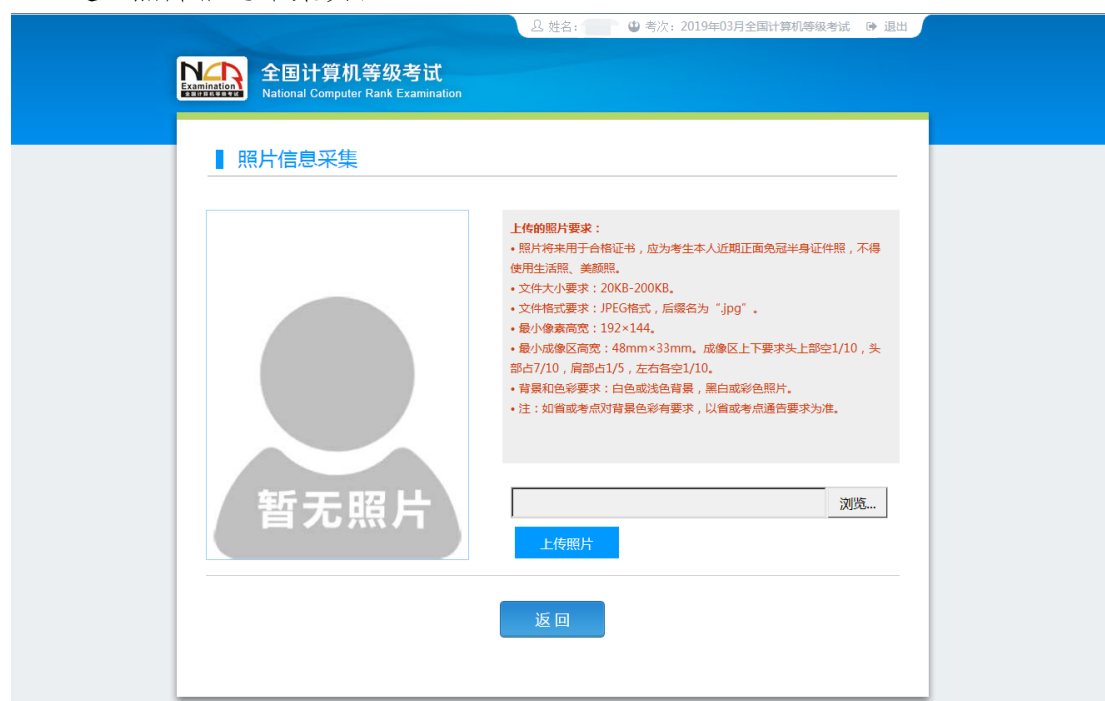 姓名： 考次：2019年03月全国计算机等级考试 退出
NCR
Examination
全国计算机等级考试
全国计算机等级考试
National Computer Rank Examination
照片信息采集
上传的照片要求：
• 照片将来用于合格证书，应为考生本人近期正面免冠半身证件照，不得
使用生活照、美颜照。
• 文件大小要求：20KB-200KB。
• 文件格式要求：JPEG格式，后缀名为“.jpg”。
• 最小像素高宽：192×144。
• 最小成像区高宽：48mm×33mm。成像区上下要求头上部空1/10，头
部占7/10，肩部占1/5，左右各空1/10。
• 背景和色彩要求：白色或浅色背景，黑白或彩色照片。
• 注：如省或考点对背景色彩有要求，以省或考点通告要求为准。
暂无照片
浏览...
上传照片
返回